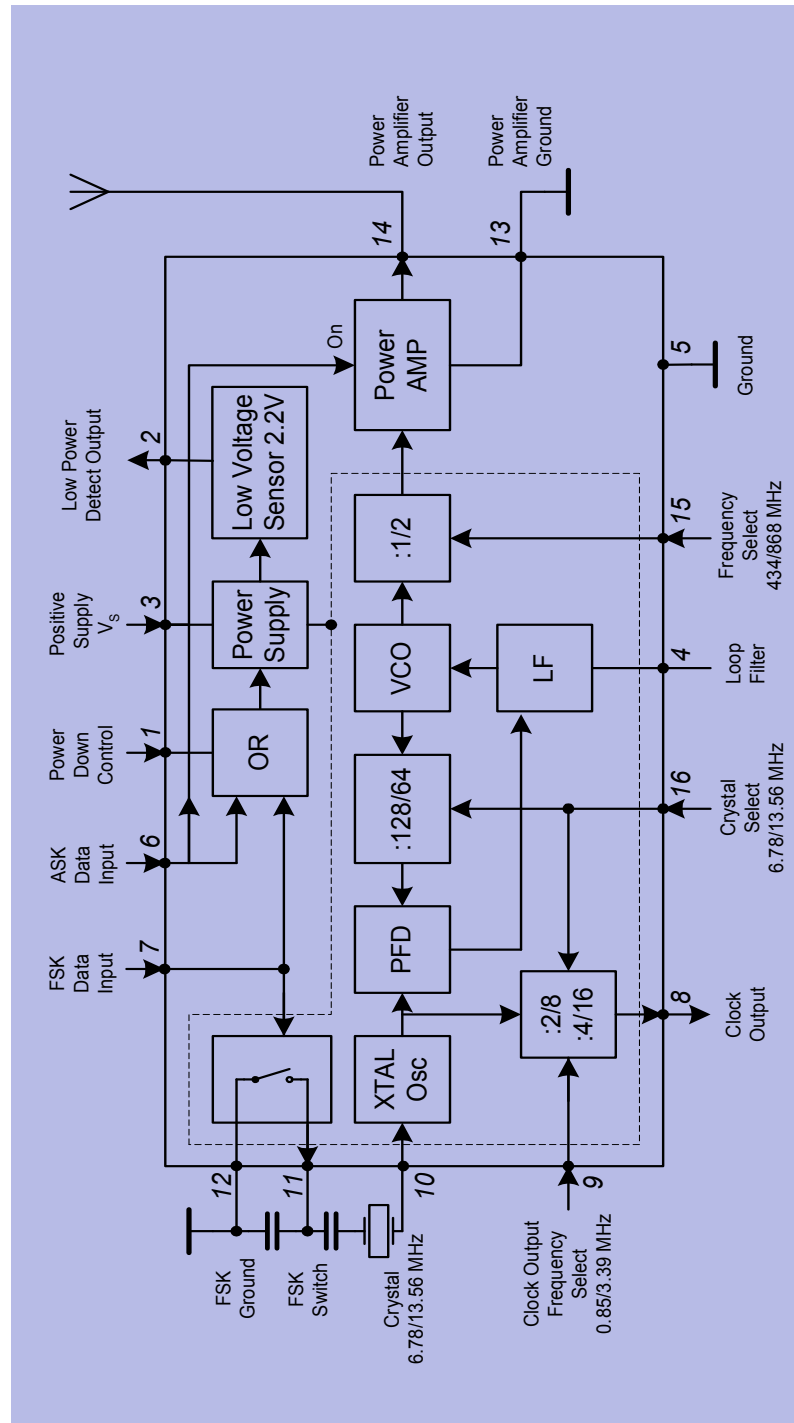 FSK
Data
Input
7
ASK
Data
Input
6
Power
Down
Control
1
Positive
Supply
VS
3
Low Power
Detect Output
2
OR
Power
Supply
Low Voltage
Sensor 2.2V
On
12
FSK
Ground
11
FSK
Switch
10
Crystal
6.78/13.56 MHz
XTAL
Osc
PFD
:128/64
VCO
:1/2
Power
AMP
14
Power
Amplifier
Output
13
Power
Amplifier
Ground
LF
:2/8
:4/16
9
Clock Output
Frequency
Select
0.85/3.39 MHz
8
Clock
Output
16
Crystal
Select
6.78/13.56 MHz
4
Loop
Filter
15
Frequency
Select
434/868 MHz
5
Ground